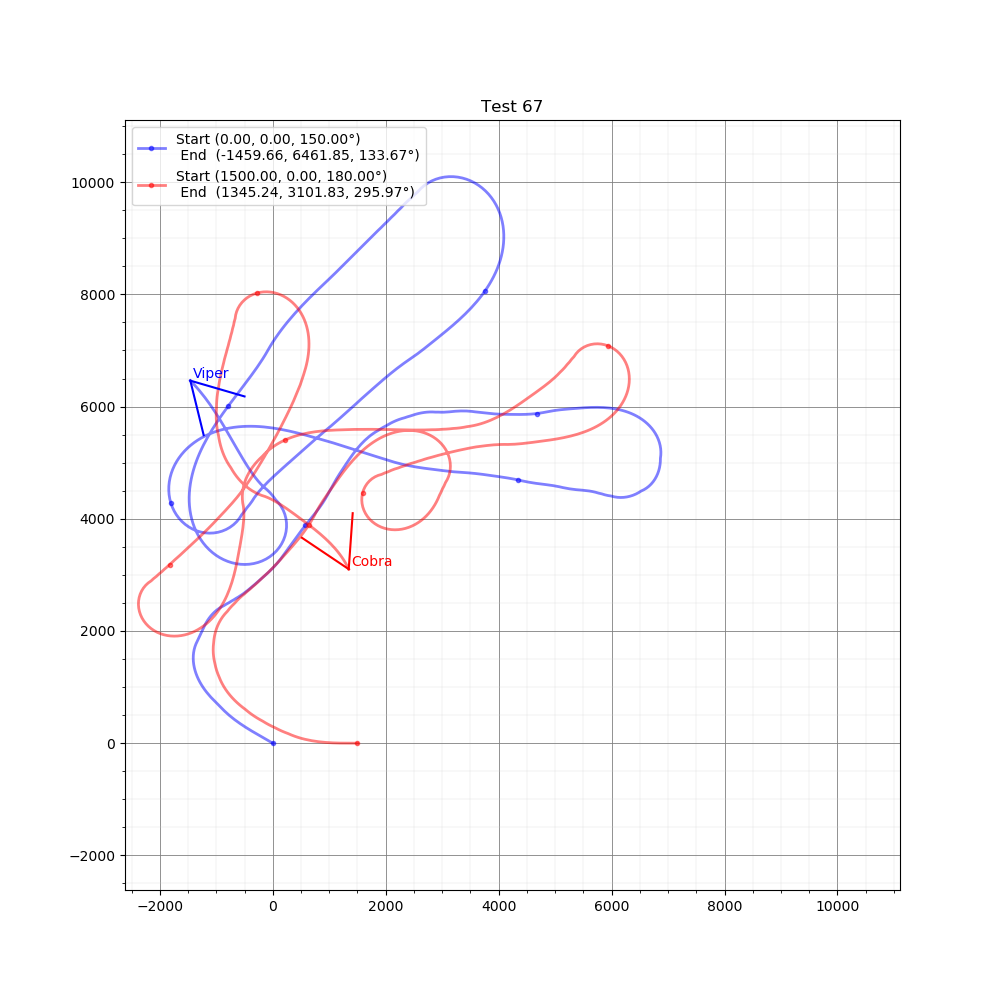 Test 67
Start (0.00, 0.00, 150.00°)
End  (-1459.66, 6461.85, 133.67°)
Start (1500.00, 0.00, 180.00°)
End  (1345.24, 3101.83, 295.97°)
10000
8000
6000
4000
2000
0
−2000
Viper
Cobra
−2000 0 2000 4000 6000 8000 10000